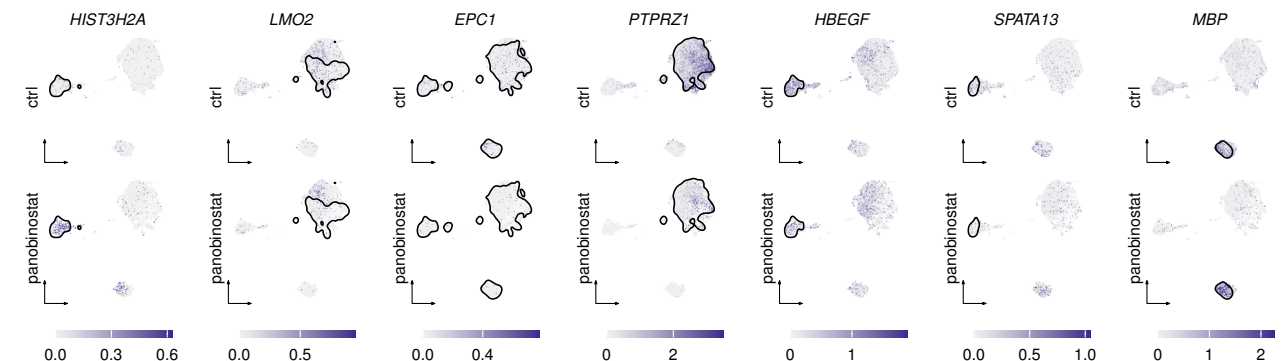 HIST3H2A LMO2 EPC1 PTPRZ1 HBEGF SPATA13 MBP
ctrl ctrl ctrl ctrl ctrl ctrl ctrl
panobinostat panobinostat panobinostat panobinostat panobinostat panobinostat panobinostat
0.0 0.3 0.6 0.0 0.5 0.0 0.4 0 2 0 1 0.0 0.5 1.0 0 1 2